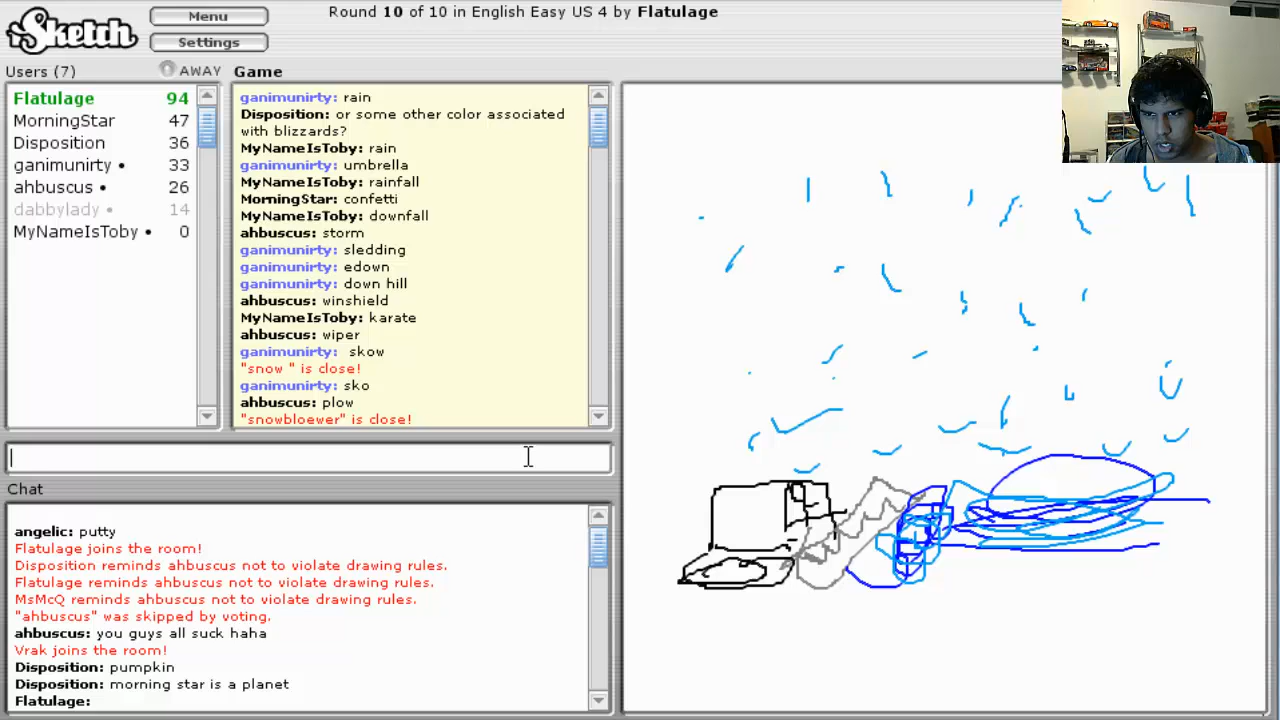 iSketch
Menu
Settings
Round 10 of 10 in English Easy US 4 by Flatulage
Users (7)
AWAY
Flatulage 94
MorningStar 47
Disposition 36
ganimunirty • 33
ahbuscus • 26
dabbylady • 14
MyNameIsToby • 0
Game
ganimunirty: rain
Disposition: or some other color associated
with blizzards?
MyNameIsToby: rain
ganimunirty: umbrella
MyNameIsToby: rainfall
MorningStar: confetti
MyNameIsToby: downfall
ahbuscus: storm
ganimunirty: sledding
ganimunirty: edown
ganimunirty: down hill
ahbuscus: winshield
MyNameIsToby: karate
ahbuscus: wiper
ganimunirty: skow
"snow " is close!
ganimunirty: sko
ahbuscus: plow
"snowbloewer" is close!
Chat
angelic: putty
Flatulage joins the room!
Disposition reminds ahbuscus not to violate drawing rules.
Flatulage reminds ahbuscus not to violate drawing rules.
MsMcQ reminds ahbuscus not to violate drawing rules.
"ahbuscus" was skipped by voting.
ahbuscus: you guys all suck haha
Vrak joins the room!
Disposition: pumpkin
Disposition: morning star is a planet
Flatulage: